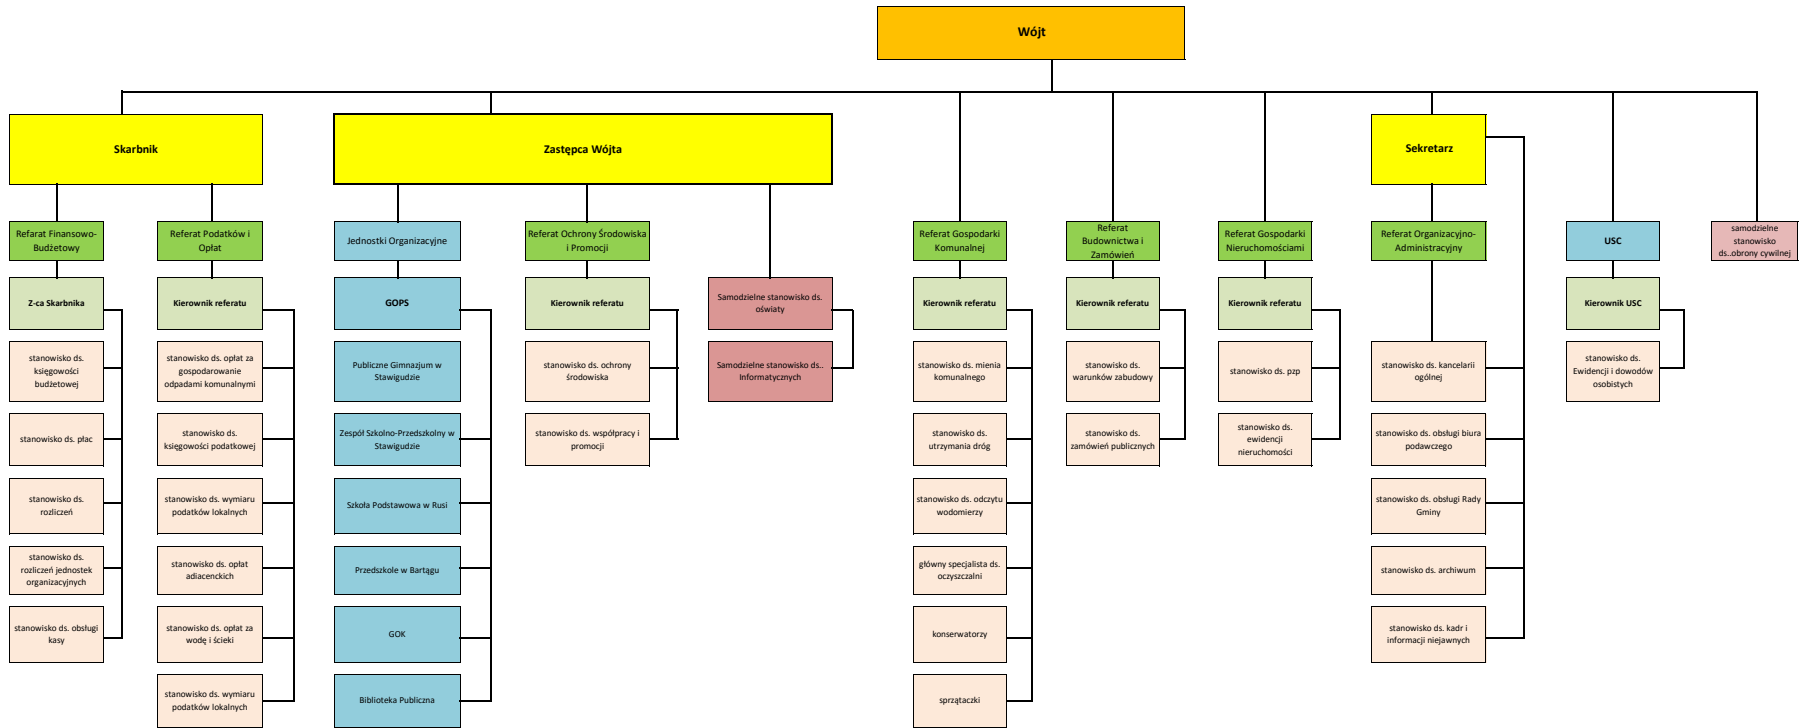 Wójt
Skarbnik
Zastępca Wójta
Sekretarz
Refarat Finansowo-
Budżetowy
Referat Podatków i
Opłat
Jednostki Organizacyjne
Referat Ochrony Środowiska
i Promocji
Referat Gospodarki
Komunalnej
Referat
Budownictwa i
Zamówień
Referat Gospodarki
Nieruchomościami
Referat Organizacyjno-
Administracyjny
USC
samodzielne
stanowisko
ds..obrony cywilnej
Z-ca Skarbnika
Kierownik referatu
GOPS
Kierownik referatu
Samodzielne stanowisko ds.
oświaty
Kierownik referatu
Kierownik referatu
Kierownik referatu
Kierownik USC
stanowisko ds.
księgowości
budżetowej
stanowisko ds. opłat za
gospodarowanie
odpadami komunalnymi
Publiczne Gimnazjum w
Stawigudzie
stanowisko ds. ochrony
środowiska
Samodzielne stanowisko ds..
Informatycznych
stanowisko ds. mienia
komunalnego
stanowisko ds.
warunków zabudowy
stanowisko ds. pzp
stanowisko ds. kancelarii
ogólnej
stanowisko ds.
Ewidencji i dowodów
osobistych
stanowisko ds. płac
stanowisko ds.
księgowości podatkowej
Zespół Szkolno-Przedszkolny w
Stawigudzie
stanowisko ds. współpracy i
promocji
stanowisko ds.
utrzymania dróg
stanowisko ds.
zamówień publicznych
stanowisko ds.
ewidencji
nieruchomości
stanowisko ds. obsługi biura
podawczego
stanowisko ds.
rozliczeń
stanowisko ds. wymiaru
podatków lokalnych
Szkoła Podstawowa w Rusi
stanowisko ds. odczytu
wodomierzy
stanowisko ds. obsługi Rady
Gminy
stanowisko ds.
rozliczeń jednostek
organizacyjnych
stanowisko ds. opłat
adiacenckich
Przedszkole w Bartągu
główny specjalista ds.
oczyszczalni
stanowisko ds. archiwum
stanowisko ds. obsługi
kasy
stanowisko ds. opłat za
wodę i ścieki
GOK
konserwatorzy
stanowisko ds. kadr i
informacji niejawnych
stanowisko ds. wymiaru
podatków lokalnych
Biblioteka Publiczna
sprzątaczki